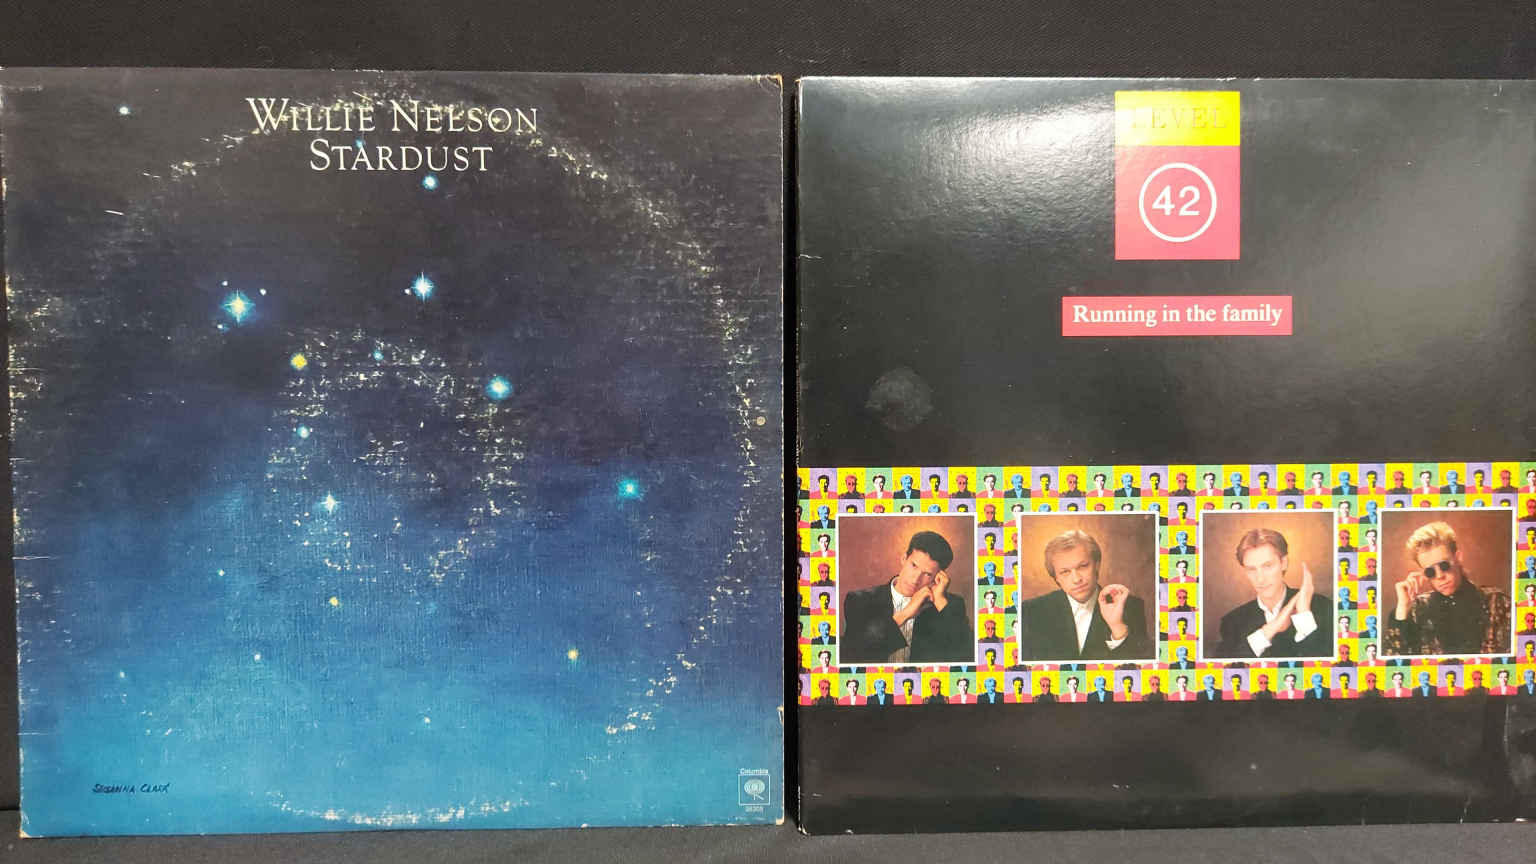 WILLIE NELSON
STARDUST
SUSANNA CLARK
Columbia
LEVEL
42
Running in the family